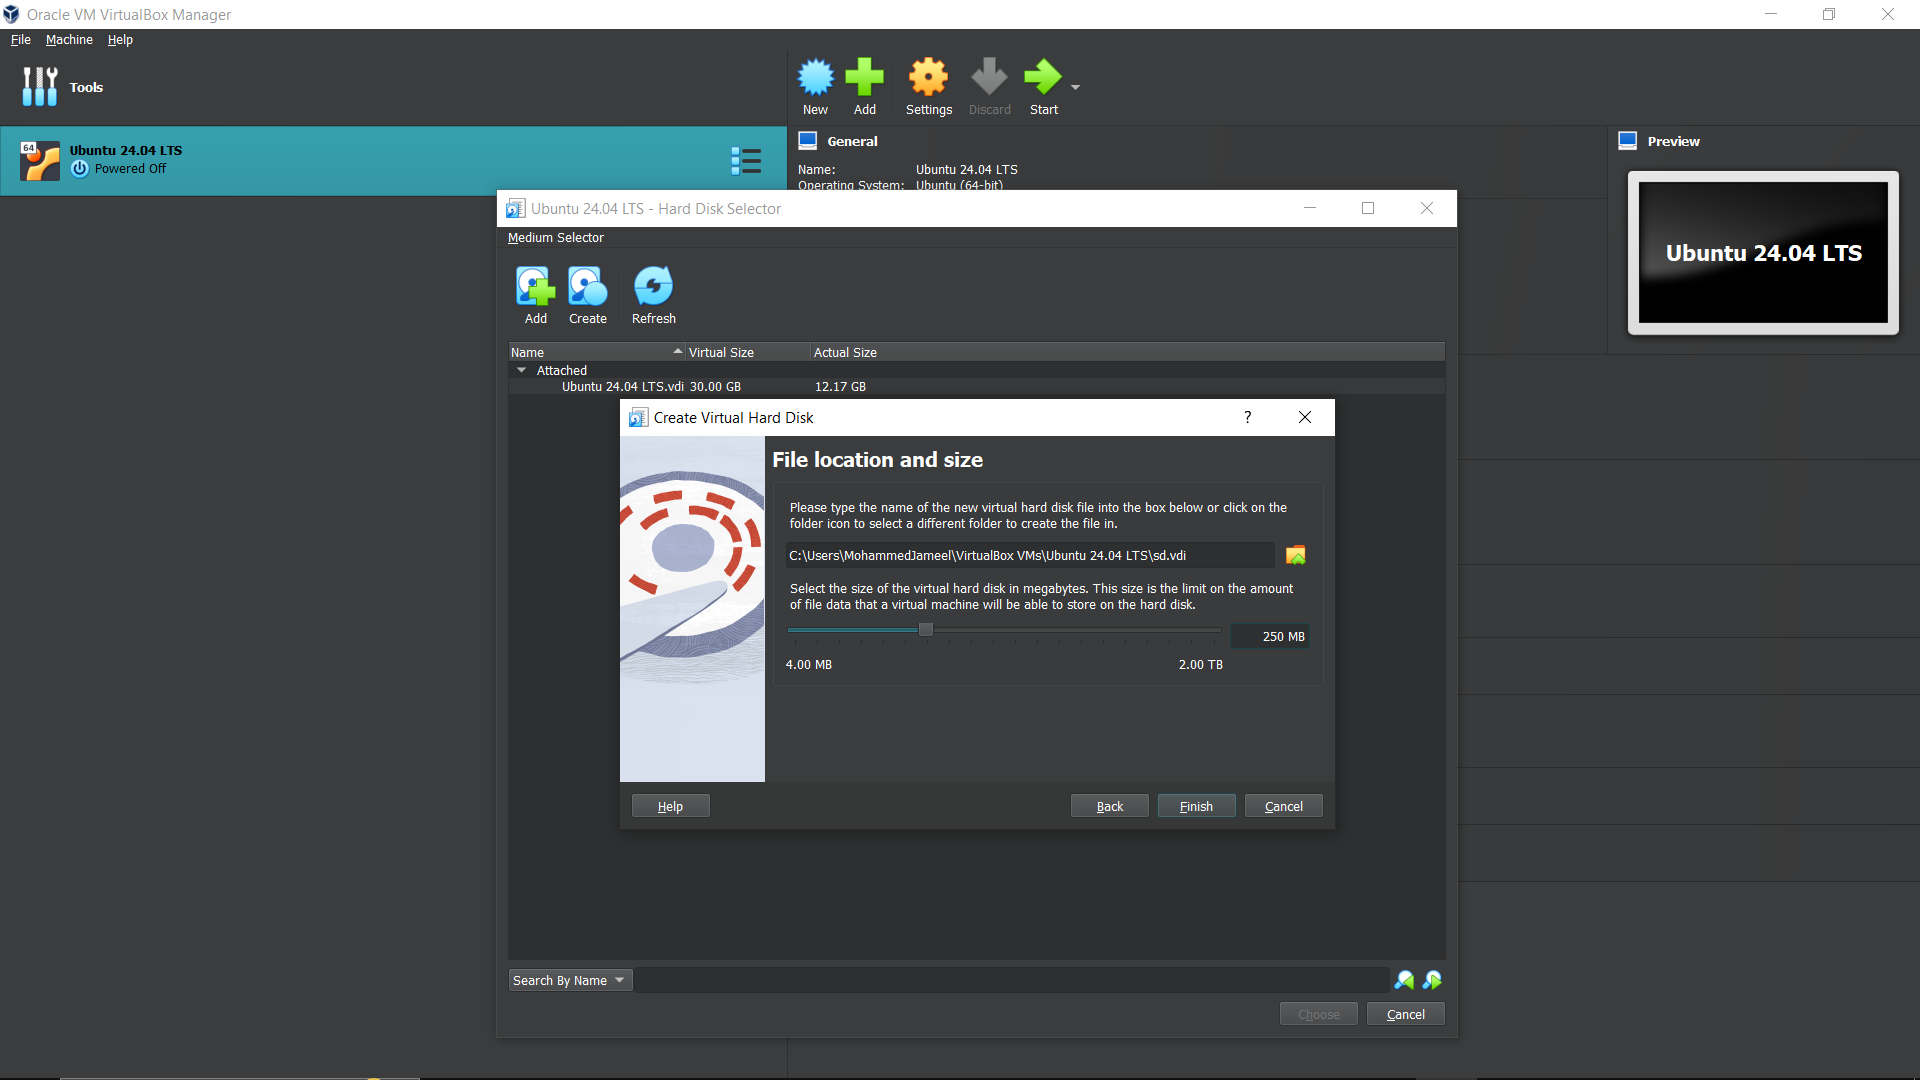 Oracle VM VirtualBox Manager
File Machine Help
Tools
New Add Settings Discard Start
64
Ubuntu 24.04 LTS
Powered Off
General
Name: Ubuntu 24.04 LTS
Operating System: Ubuntu (64-bit)
Preview
Ubuntu 24.04 LTS
Ubuntu 24.04 LTS - Hard Disk Selector
Medium Selector
Add Create Refresh
Name Virtual Size Actual Size
Attached
Ubuntu 24.04 LTS.vdi 30.00 GB 12.17 GB
Create Virtual Hard Disk ?
File location and size
Please type the name of the new virtual hard disk file into the box below or click on the
folder icon to select a different folder to create the file in.
C:\Users\MohammedJameel\VirtualBox VMs\Ubuntu 24.04 LTS\sd.vdi
Select the size of the virtual hard disk in megabytes. This size is the limit on the amount
of file data that a virtual machine will be able to store on the hard disk.
250 MB
4.00 MB 2.00 TB
Help Back Finish Cancel
Search By Name
Choose Cancel